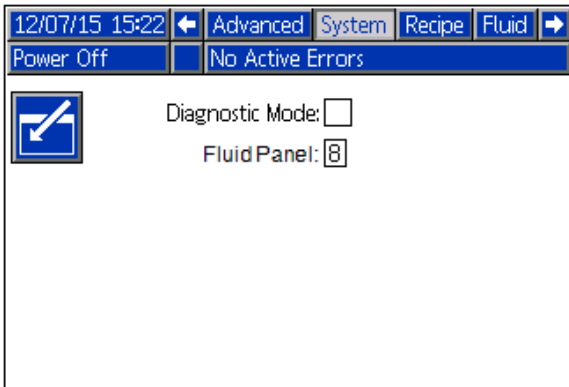 12/07/15 15:22 Advanced System Recipe Fluid
Power Off No Active Errors
Diagnostic Mode:
Fluid Panel: 8